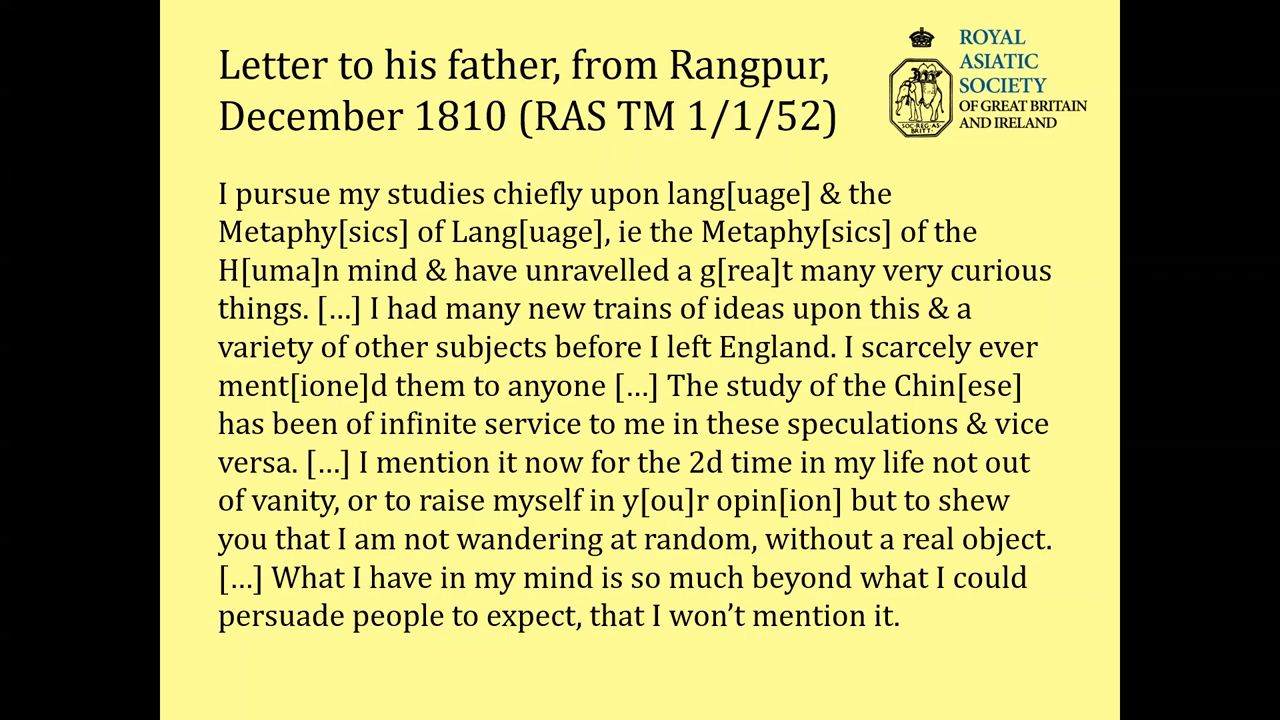 Letter to his father, from Rangpur,
December 1810 (RAS TM 1/1/52)
ROYAL
ASIATIC
SOCIETY
OF GREAT BRITAIN
AND IRELAND
SOC·REG·AS·
BRITT·
I pursue my studies chiefly upon lang[uage] & the
Metaphy[sics] of Lang[uage], ie the Metaphy[sics] of the
H[uma]n mind & have unravelled a g[rea]t many very curious
things. […] I had many new trains of ideas upon this & a
variety of other subjects before I left England. I scarcely ever
ment[ione]d them to anyone […] The study of the Chin[ese]
has been of infinite service to me in these speculations & vice
versa. […] I mention it now for the 2d time in my life not out
of vanity, or to raise myself in y[ou]r opin[ion] but to shew
you that I am not wandering at random, without a real object.
[…] What I have in my mind is so much beyond what I could
persuade people to expect, that I won’t mention it.